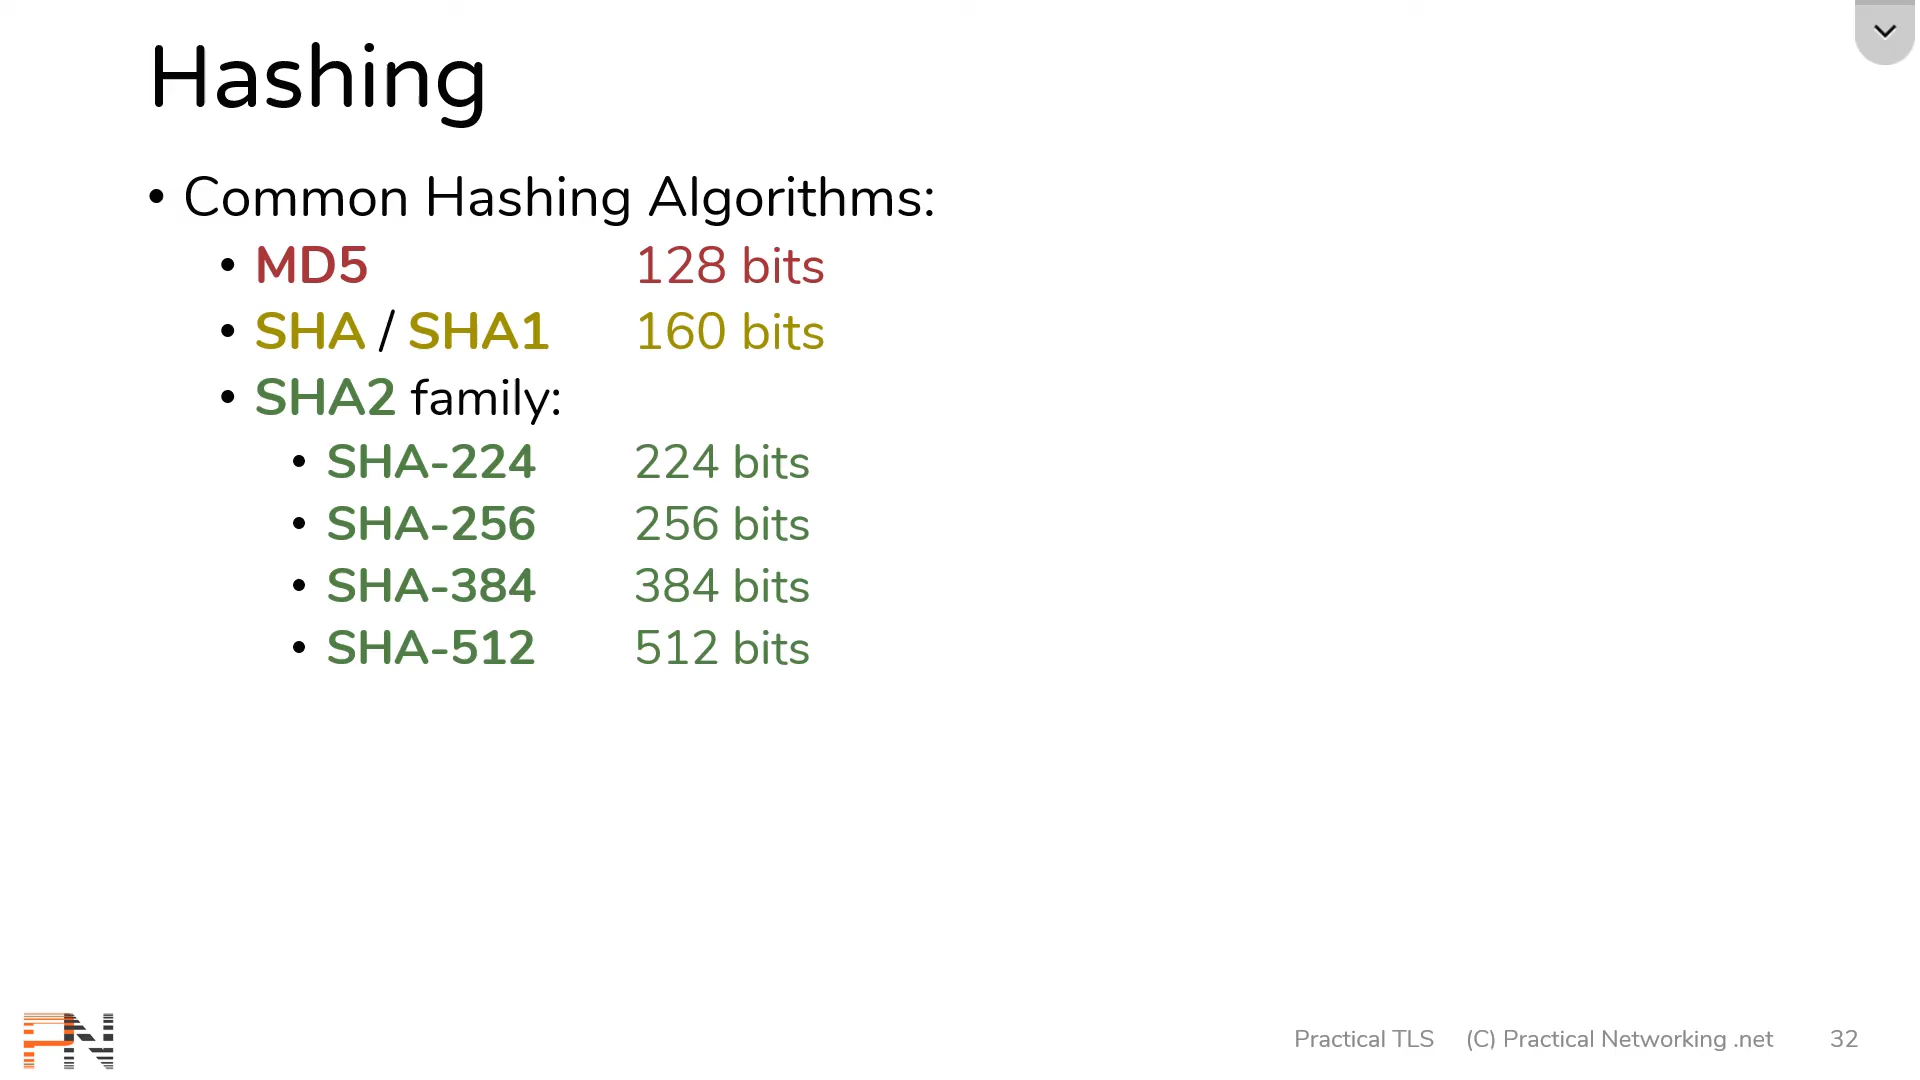 Hashing
• Common Hashing Algorithms:
• MD5 128 bits
• SHA / SHA1 160 bits
• SHA2 family:
• SHA-224 224 bits
• SHA-256 256 bits
• SHA-384 384 bits
• SHA-512 512 bits
PN
Practical TLS (C) Practical Networking .net 32